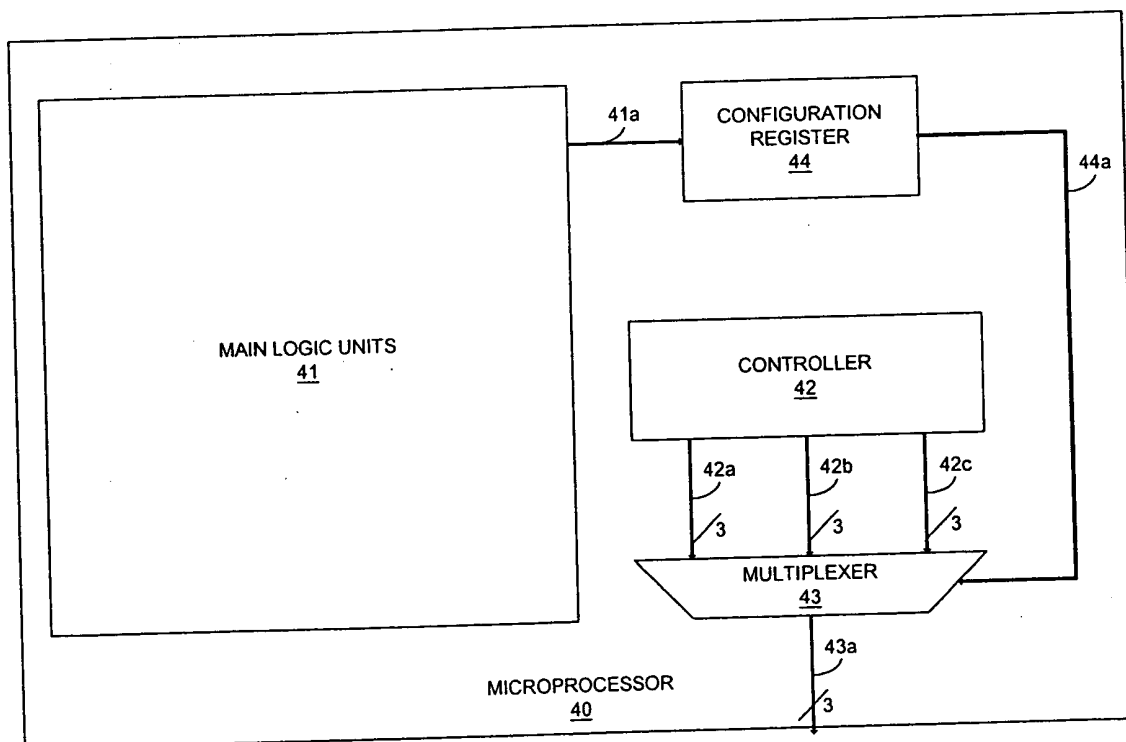 41a
CONFIGURATION
REGISTER
44
44a
MAIN LOGIC UNITS
41
CONTROLLER
42
42a
42b
42c
3
3
3
MULTIPLEXER
43
43a
3
MICROPROCESSOR
40